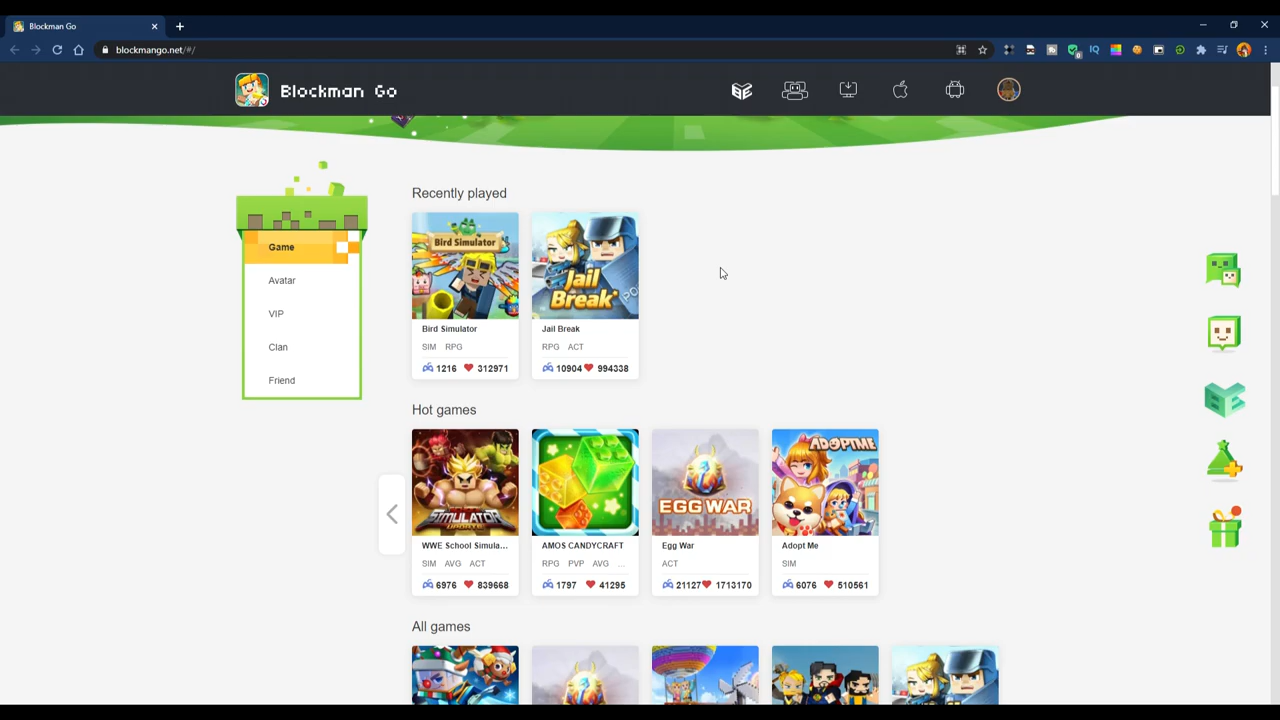 Blockman Go
blockmango.net/#/
Blockman Go
Game
Avatar
VIP
Clan
Friend
Recently played
Bird Simulator
Bird Simulator
SIM RPG
1216 312971
Jail Break
Jail Break
RPG ACT
10904 994338
Hot games
SIMULATOR
UPDATE
WWE School Simula...
SIM AVG ACT
6976 839668
AMOS CANDYCRAFT
RPG PVP AVG ...
1797 41295
EGG WAR
Egg War
ACT
21127 1713170
ADOPTME
Adopt Me
SIM
6076 510561
All games